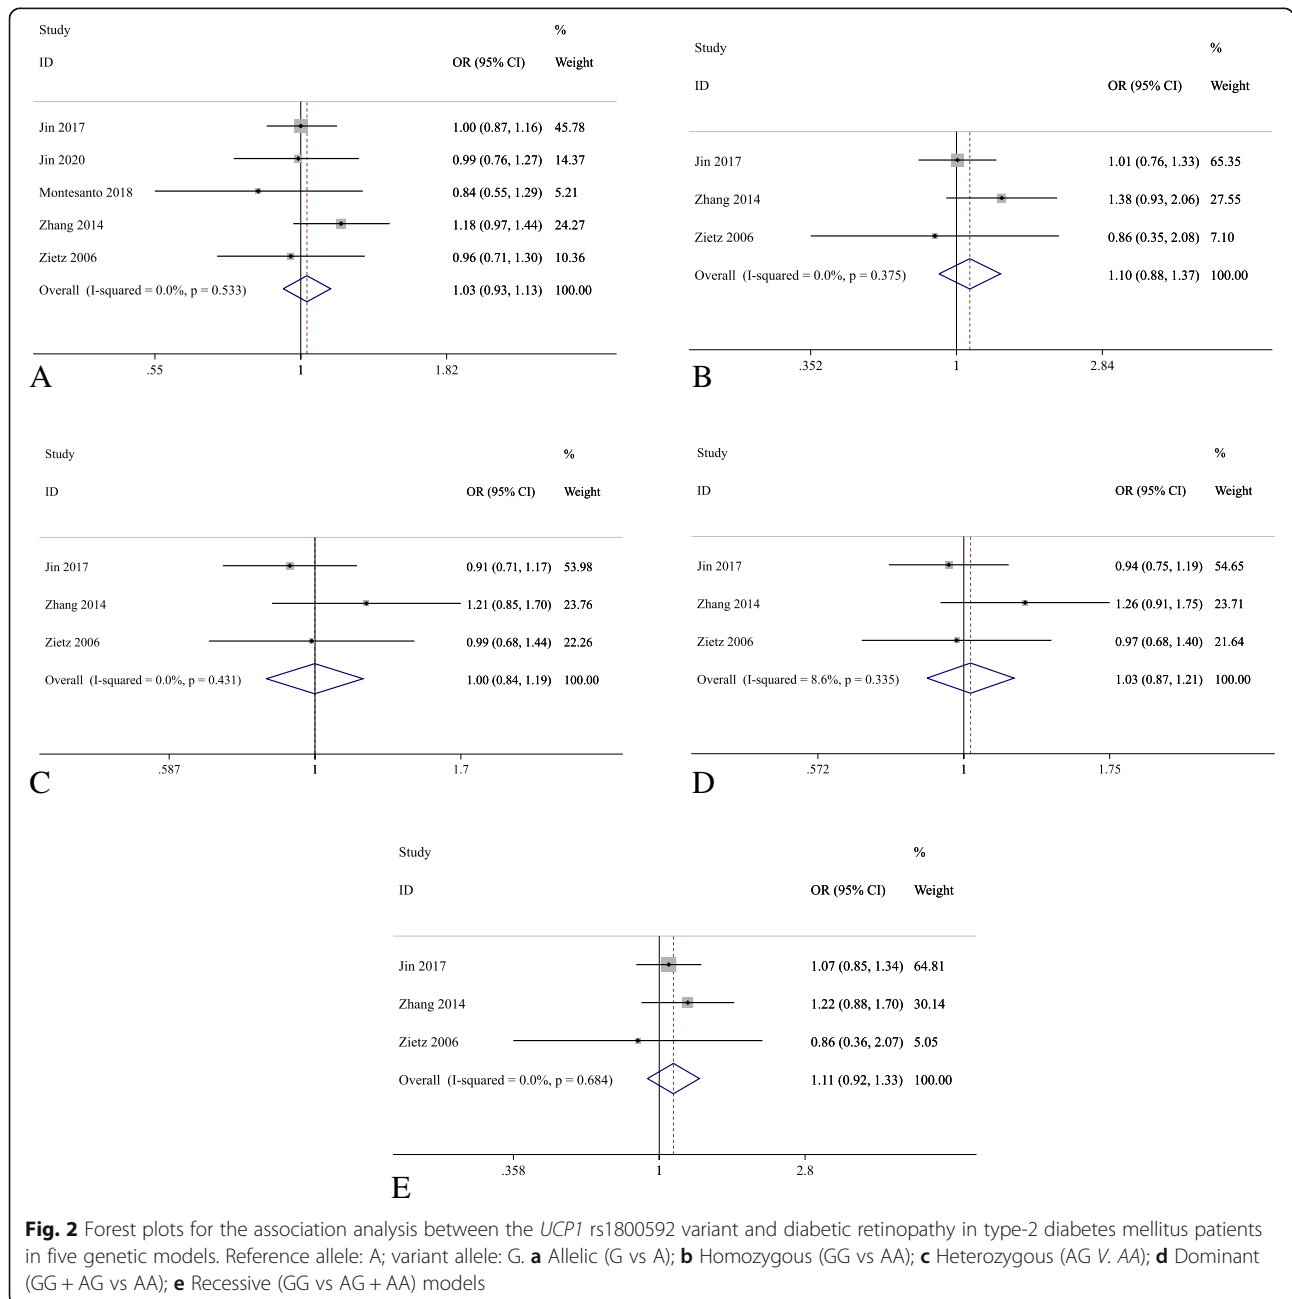 Study %
ID OR (95% CI) Weight
Jin 2017 1.00 (0.87, 1.16) 45.78
Jin 2020 0.99 (0.76, 1.27) 14.37
Montesanto 2018 0.84 (0.55, 1.29) 5.21
Zhang 2014 1.18 (0.97, 1.44) 24.27
Zietz 2006 0.96 (0.71, 1.30) 10.36
Overall (I-squared = 0.0%, p = 0.533) 1.03 (0.93, 1.13) 100.00
.55 1 1.82
A
Study %
ID OR (95% CI) Weight
Jin 2017 1.01 (0.76, 1.33) 65.35
Zhang 2014 1.38 (0.93, 2.06) 27.55
Zietz 2006 0.86 (0.35, 2.08) 7.10
Overall (I-squared = 0.0%, p = 0.375) 1.10 (0.88, 1.37) 100.00
.352 1 2.84
B
Study %
ID OR (95% CI) Weight
Jin 2017 0.91 (0.71, 1.17) 53.98
Zhang 2014 1.21 (0.85, 1.70) 23.76
Zietz 2006 0.99 (0.68, 1.44) 22.26
Overall (I-squared = 0.0%, p = 0.431) 1.00 (0.84, 1.19) 100.00
.587 1 1.7
C
Study %
ID OR (95% CI) Weight
Jin 2017 0.94 (0.75, 1.19) 54.65
Zhang 2014 1.26 (0.91, 1.75) 23.71
Zietz 2006 0.97 (0.68, 1.40) 21.64
Overall (I-squared = 8.6%, p = 0.335) 1.03 (0.87, 1.21) 100.00
.572 1 1.75
D
Study %
ID OR (95% CI) Weight
Jin 2017 1.07 (0.85, 1.34) 64.81
Zhang 2014 1.22 (0.88, 1.70) 30.14
Zietz 2006 0.86 (0.36, 2.07) 5.05
Overall (I-squared = 0.0%, p = 0.684) 1.11 (0.92, 1.33) 100.00
.358 1 2.8
E
Fig. 2 Forest plots for the association analysis between the UCP1 rs1800592 variant and diabetic retinopathy in type-2 diabetes mellitus patients
in five genetic models. Reference allele: A; variant allele: G. a Allelic (G vs A); b Homozygous (GG vs AA); c Heterozygous (AG V. AA); d Dominant
(GG + AG vs AA); e Recessive (GG vs AG + AA) models